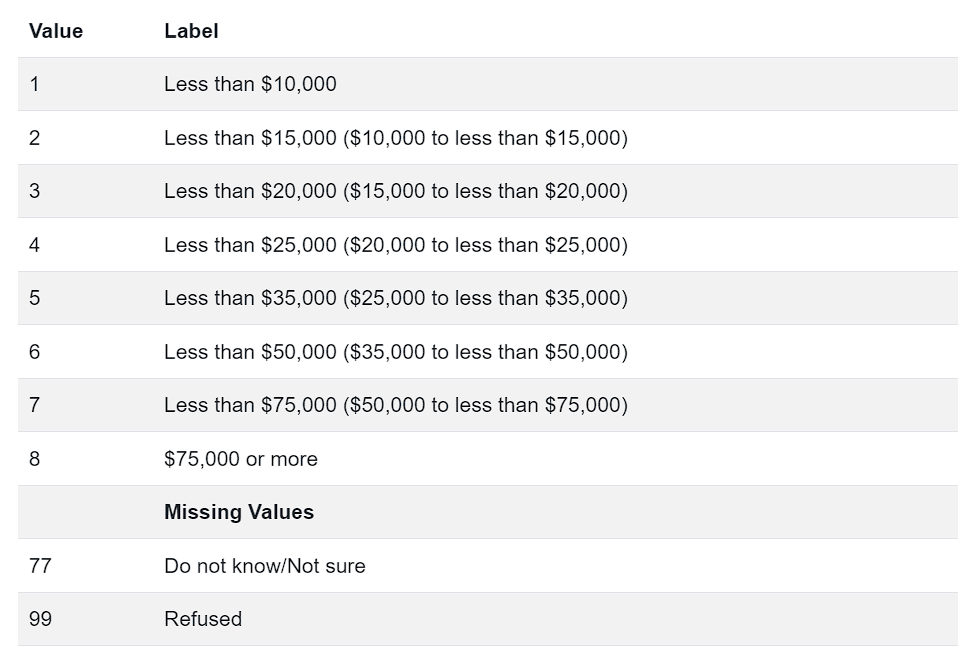 Value Label
1 Less than $10,000
2 Less than $15,000 ($10,000 to less than $15,000)
3 Less than $20,000 ($15,000 to less than $20,000)
4 Less than $25,000 ($20,000 to less than $25,000)
5 Less than $35,000 ($25,000 to less than $35,000)
6 Less than $50,000 ($35,000 to less than $50,000)
7 Less than $75,000 ($50,000 to less than $75,000)
8 $75,000 or more
Missing Values
77 Do not know/Not sure
99 Refused